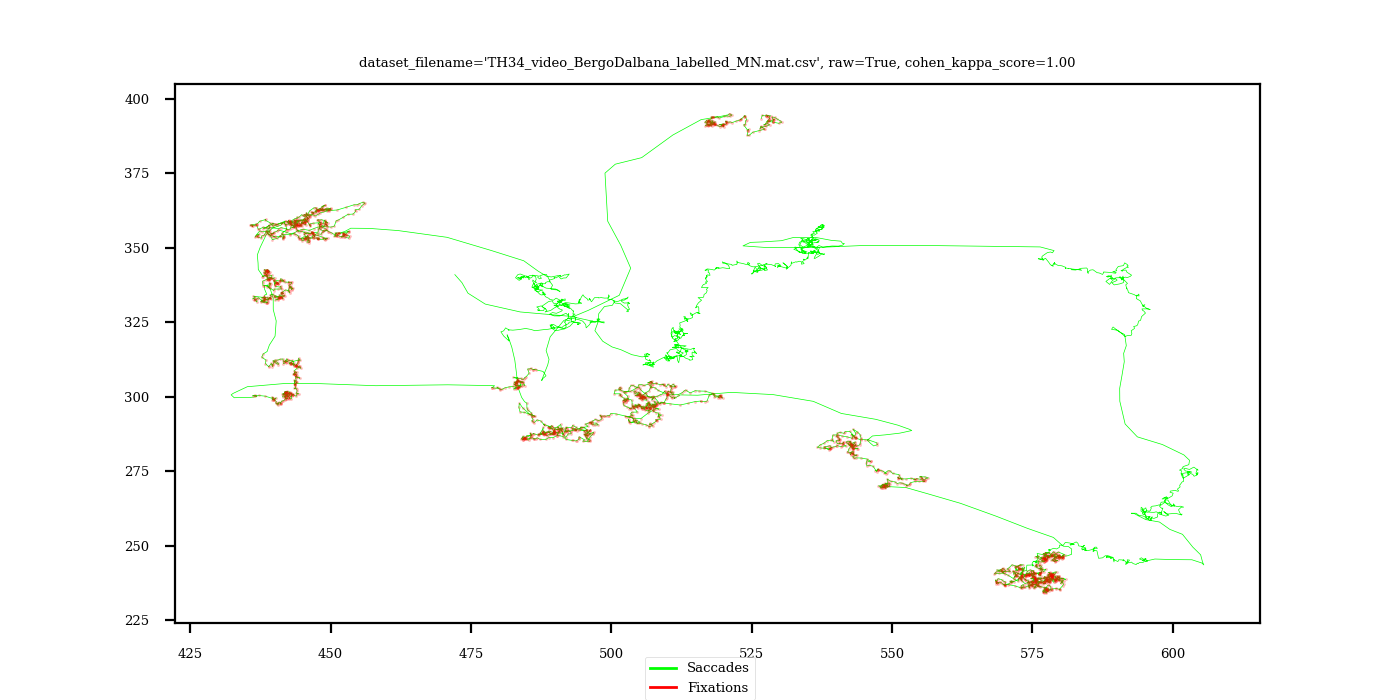 dataset_filename='TH34_video_BergoDalbana_labelled_MN.mat.csv', raw=True, cohen_kappa_score=1.00
400
375
350
325
300
275
250
225
425 450 475 500 525 550 575 600
Saccades
Fixations